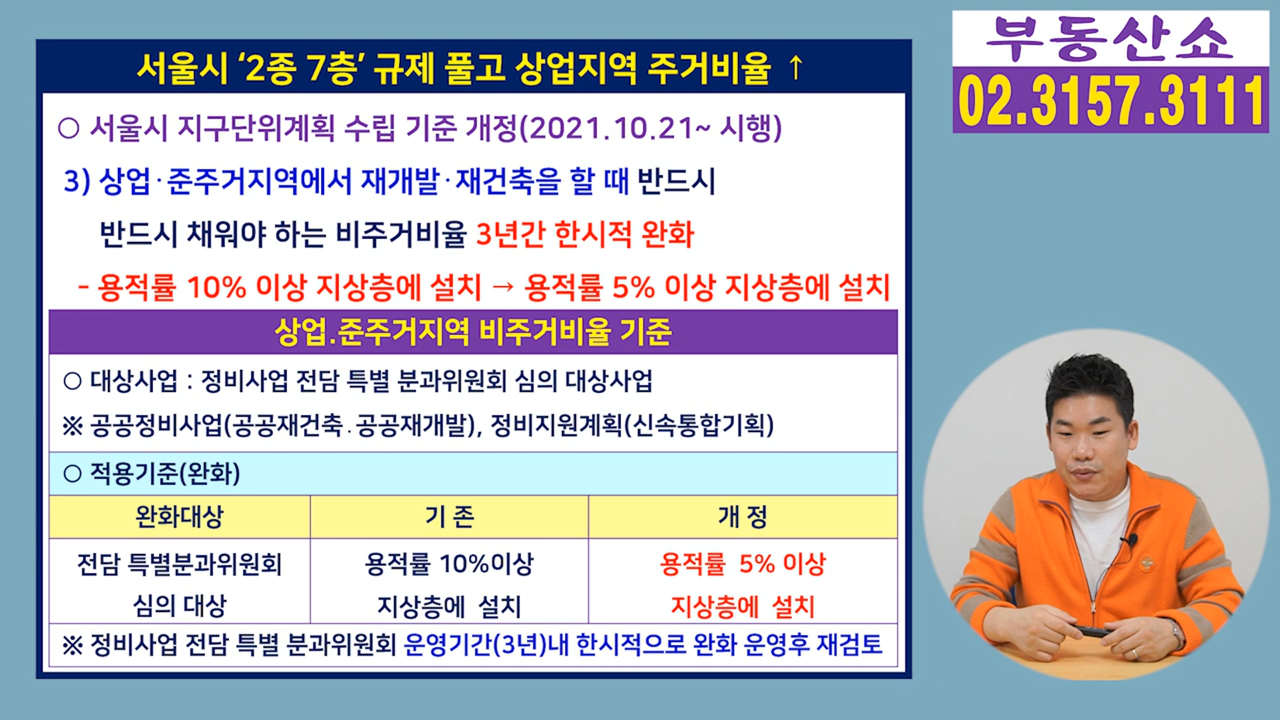 서울시 ‘2종 7층’ 규제 풀고 상업지역 주거비율 ↑
부동산쇼
02.3157.3111
○ 서울시 지구단위계획 수립 기준 개정(2021.10.21~ 시행)
3) 상업·준주거지역에서 재개발·재건축을 할 때 반드시
반드시 채워야 하는 비주거비율 3년간 한시적 완화
- 용적률 10% 이상 지상층에 설치 → 용적률 5% 이상 지상층에 설치
상업.준주거지역 비주거비율 기준
○ 대상사업 : 정비사업 전담 특별 분과위원회 심의 대상사업
※ 공공정비사업(공공재건축.공공재개발), 정비지원계획(신속통합기획)
○ 적용기준(완화)
완화대상 기 존 개 정
전담 특별분과위원회 용적률 10%이상 용적률 5% 이상
심의 대상 지상층에 설치 지상층에 설치
※ 정비사업 전담 특별 분과위원회 운영기간(3년)내 한시적으로 완화 운영후 재검토